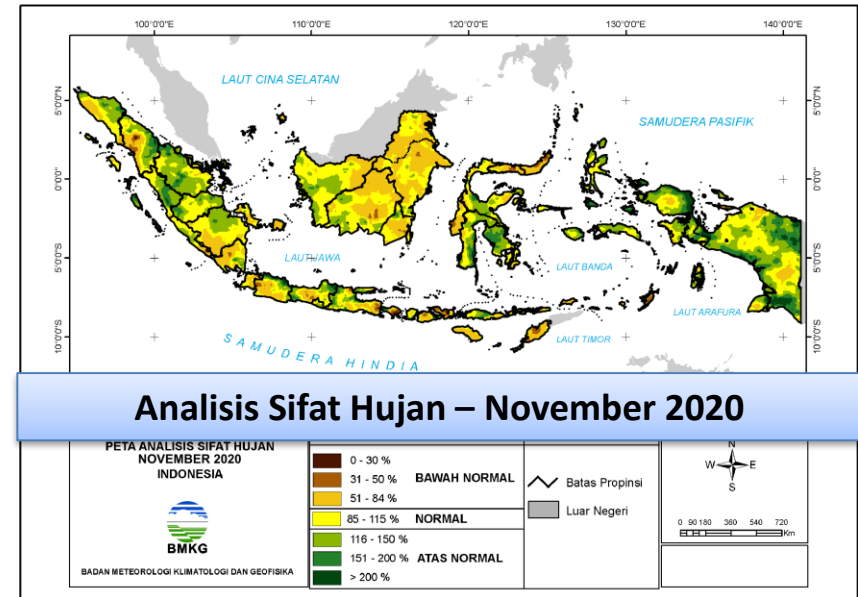 100°0'0"E 110°0'0"E 120°0'0"E 130°0'0"E 140°0'0"E
LAUT CINA SELATAN
SAMUDERA PASIFIK
5°0'0"N 5°0'0"N
0°0'0" 0°0'0"
5°0'0"S 5°0'0"S
10°0'0"S 10°0'0"S
LAUT JAWA
LAUT BANDA
LAUT ARAFURA
LAUT TIMOR
SAMUDERA HINDIA
Analisis Sifat Hujan – November 2020
PETA ANALISIS SIFAT HUJAN
NOVEMBER 2020
INDONESIA
BMKG
BADAN METEOROLOGI KLIMATOLOGI DAN GEOFISIKA
0 - 30 %
31 - 50 % BAWAH NORMAL
51 - 84 %
85 - 115 % NORMAL
116 - 150 %
151 - 200 % ATAS NORMAL
> 200 %
Batas Propinsi
Luar Negeri
N
W E
S
0 90 180 360 540 720
Km